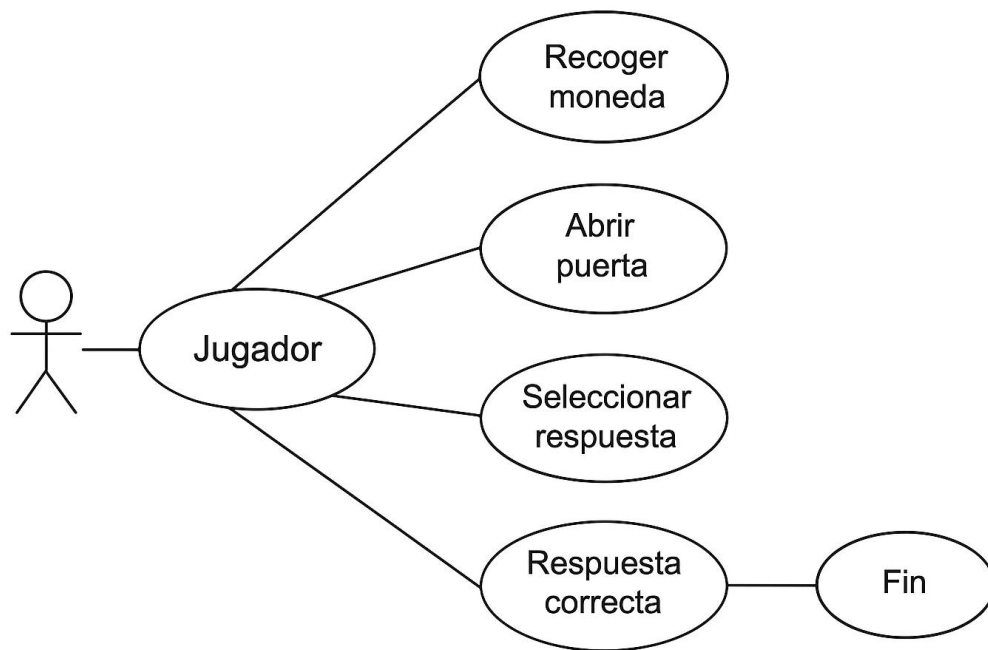 Recoger
moneda
Abrir
puerta
Jugador
Seleccionar
respuesta
Respuesta
correcta
Fin